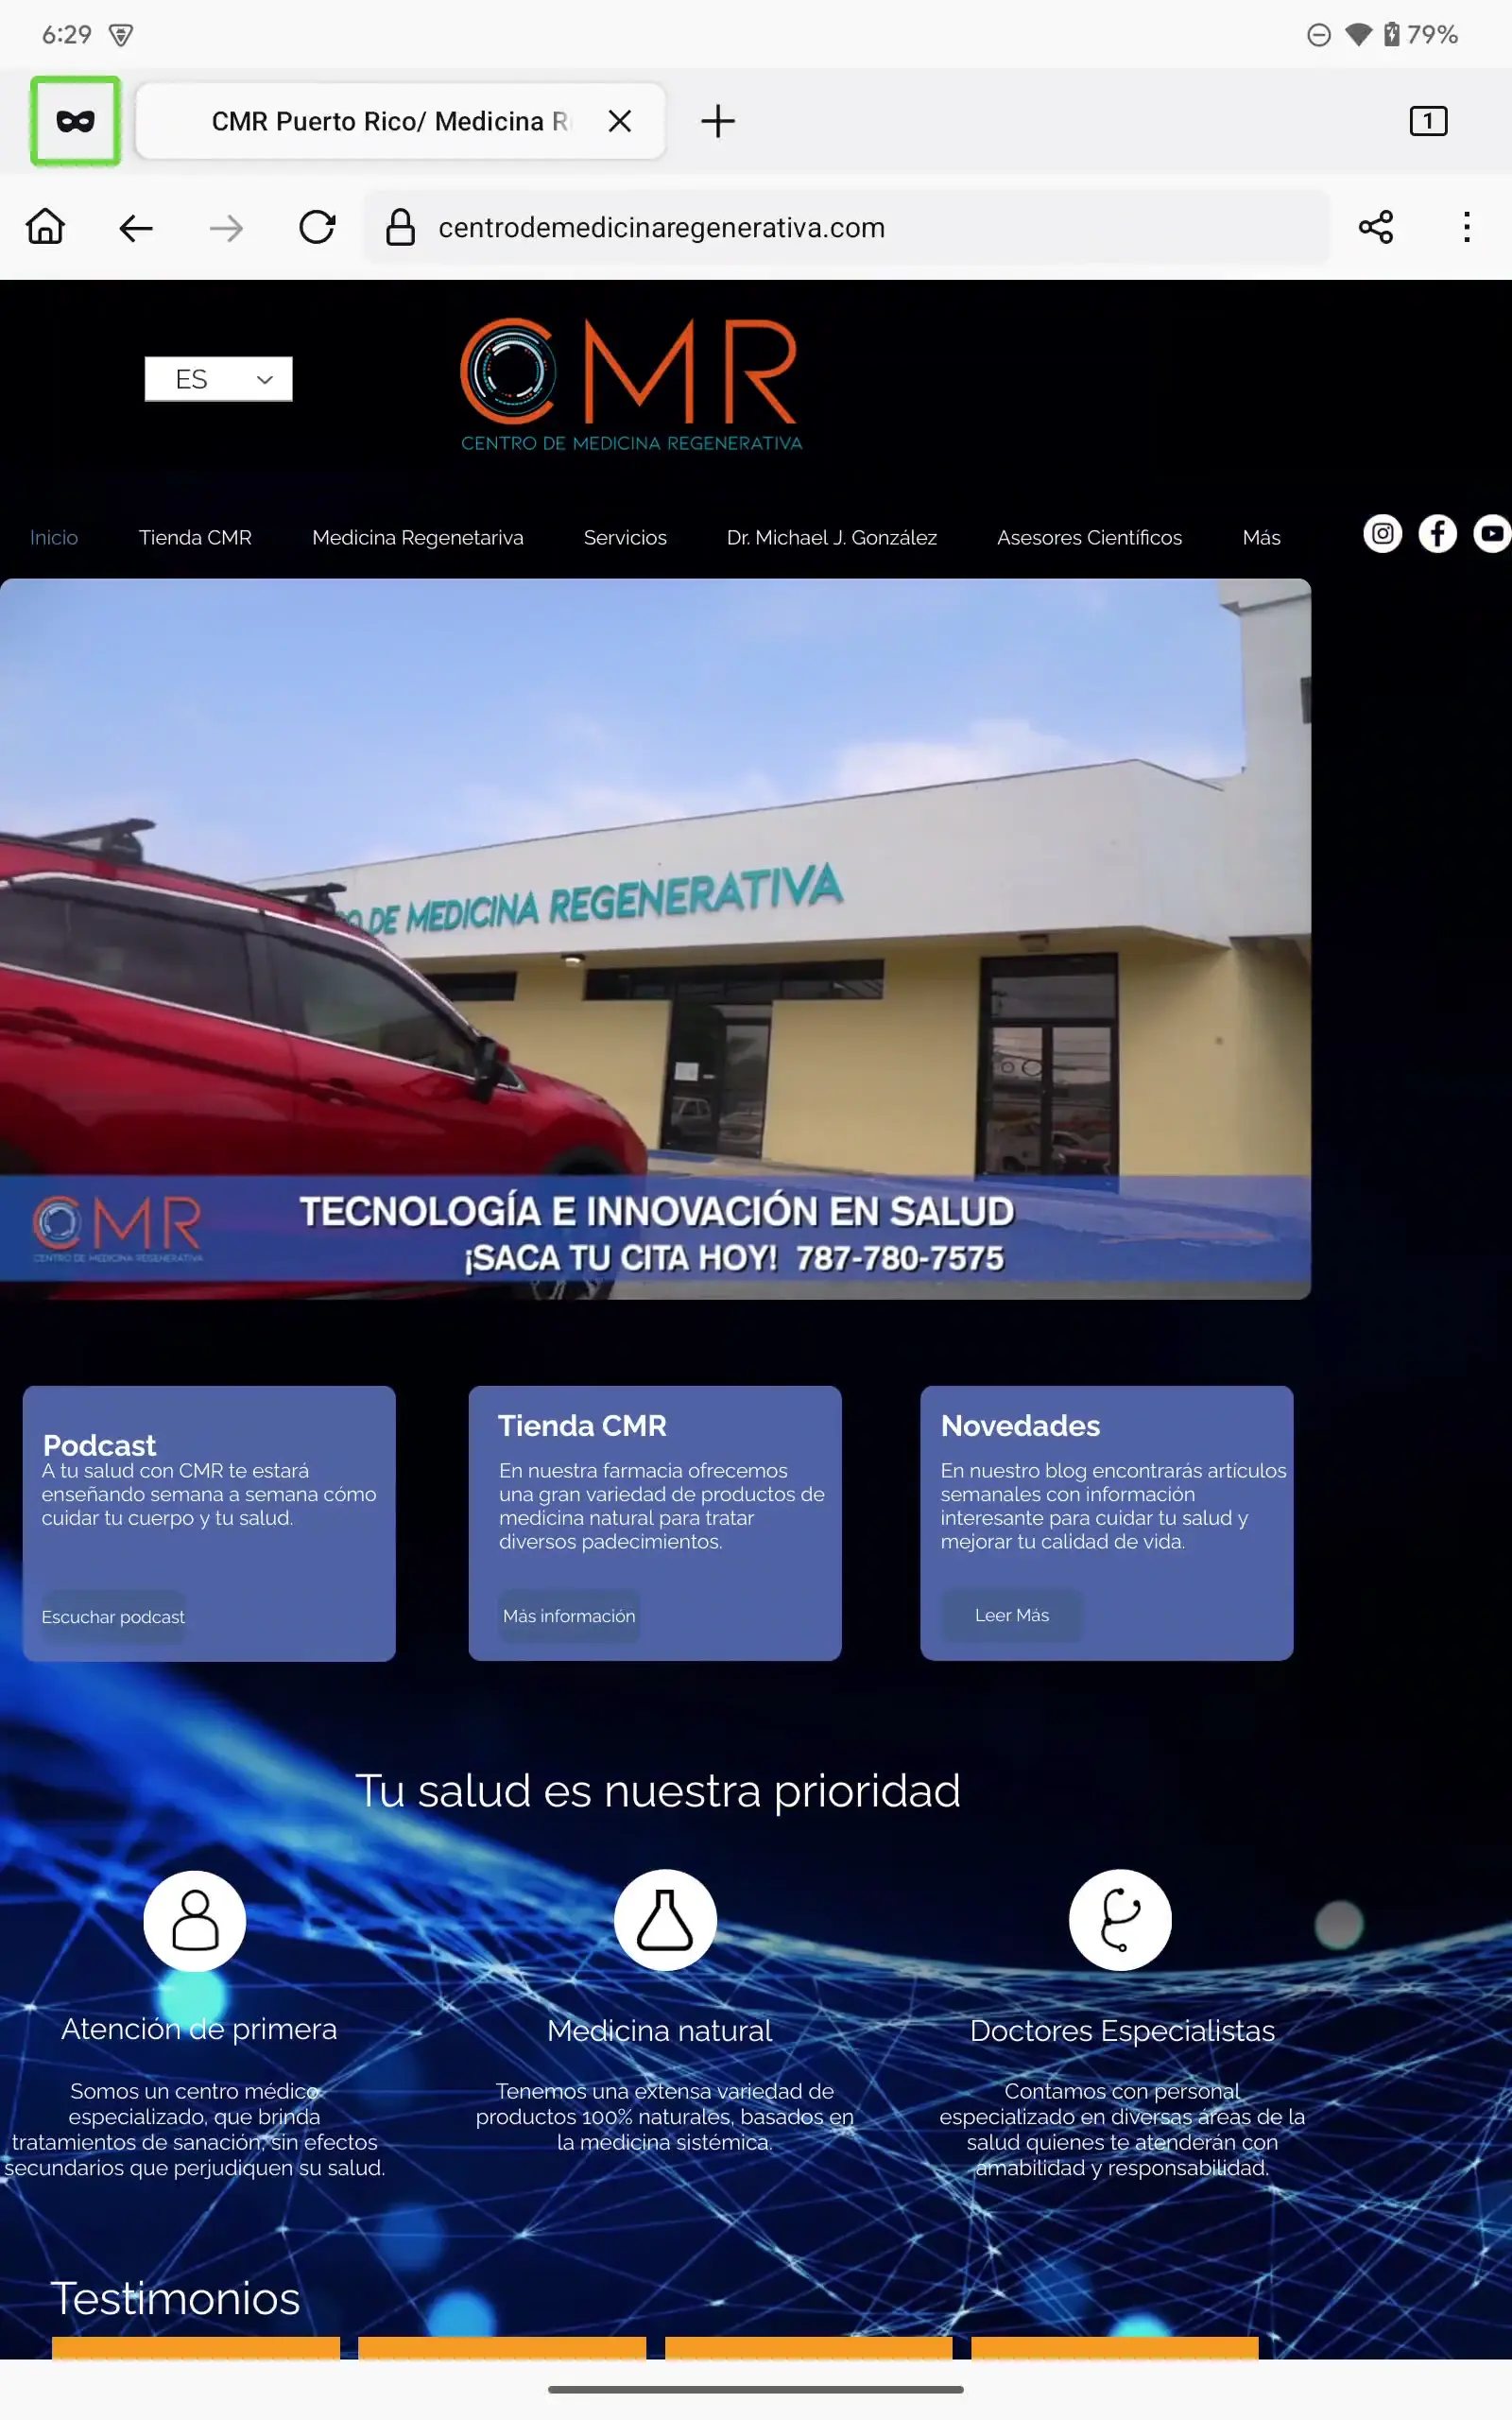 6:29
79%
CMR Puerto Rico/ Medicina R
1
centrodemedicinaregenerativa.com
ES
CMR
CENTRO DE MEDICINA REGENERATIVA
Inicio Tienda CMR Medicina Regenetariva Servicios Dr. Michael J. González Asesores Científicos Más
O DE MEDICINA REGENERATIVA
CMR
CENTRO DE MEDICINA REGENERATIVA
TECNOLOGÍA E INNOVACIÓN EN SALUD
¡SACA TU CITA HOY! 787-780-7575
Podcast
A tu salud con CMR te estará
enseñando semana a semana cómo
cuidar tu cuerpo y tu salud.
Escuchar podcast
Tienda CMR
En nuestra farmacia ofrecemos
una gran variedad de productos de
medicina natural para tratar
diversos padecimientos.
Más información
Novedades
En nuestro blog encontrarás artículos
semanales con información
interesante para cuidar tu salud y
mejorar tu calidad de vida.
Leer Más
Tu salud es nuestra prioridad
Atención de primera
Somos un centro médico
especializado, que brinda
tratamientos de sanación, sin efectos
secundarios que perjudiquen su salud.
Medicina natural
Tenemos una extensa variedad de
productos 100% naturales, basados en
la medicina sistémica.
Doctores Especialistas
Contamos con personal
especializado en diversas áreas de la
salud quienes te atenderán con
amabilidad y responsabilidad.
Testimonios